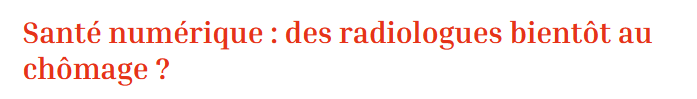 Santé numérique : des radiologues bientôt au
chômage ?